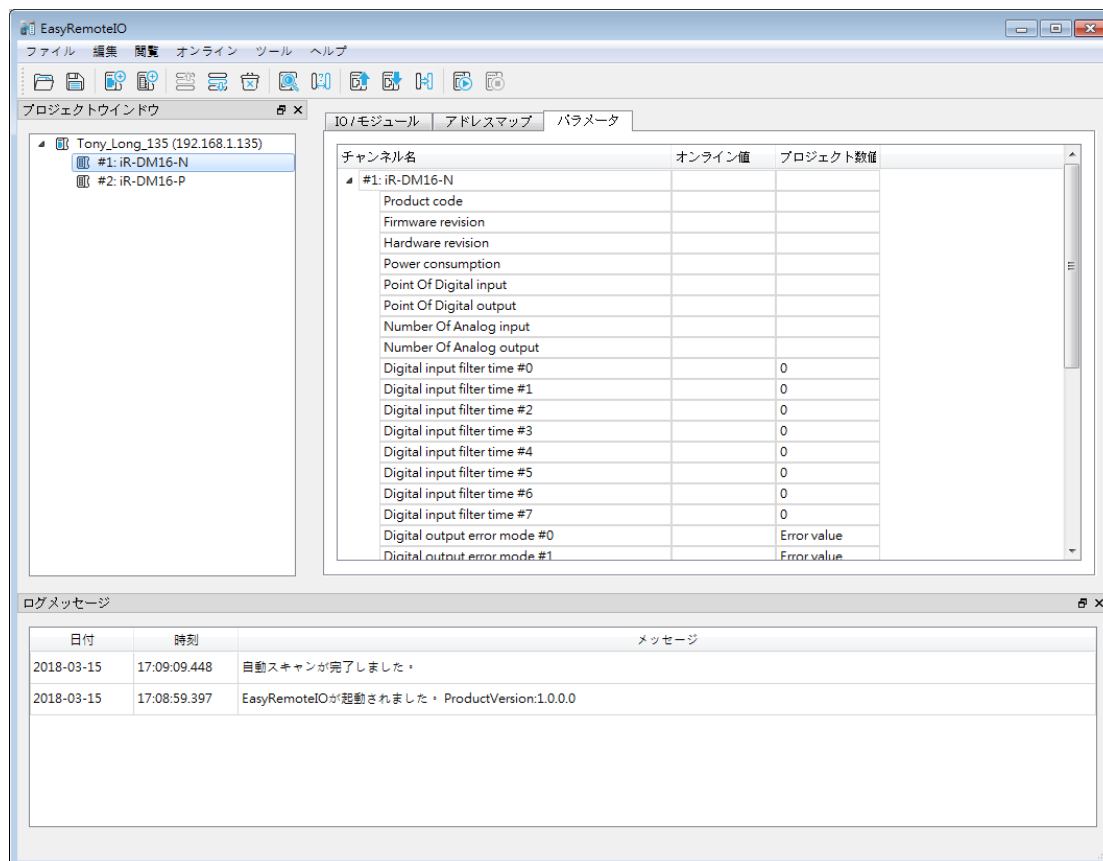 EasyRemoteIO
ファイル 編集 閲覧 オンライン ツール ヘルプ
プロジェクトウインドウ
Tony_Long_135 (192.168.1.135)
#1: iR-DM16-N
#2: iR-DM16-P
IO/モジュール アドレスマップ パラメータ
チャンネル名 オンライン値 プロジェクト数値
#1: iR-DM16-N
Product code
Firmware revision
Hardware revision
Power consumption
Point Of Digital input
Point Of Digital output
Number Of Analog input
Number Of Analog output
Digital input filter time #0 0
Digital input filter time #1 0
Digital input filter time #2 0
Digital input filter time #3 0
Digital input filter time #4 0
Digital input filter time #5 0
Digital input filter time #6 0
Digital input filter time #7 0
Digital output error mode #0 Error value
Digital output error mode #1 Error value
ログメッセージ
日付 時刻 メッセージ
2018-03-15 17:09:09.448 自動スキャンが完了しました。
2018-03-15 17:08:59.397 EasyRemoteIOが起動されました。 ProductVersion:1.0.0.0